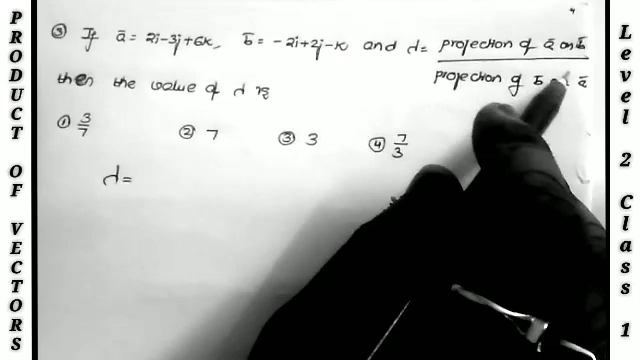 PRODUCT OF VECTORS
③ If ā = 2i-3j+6k, b̄ = -2i+2j-k and λ = projection of ā on b̄
projection of b̄ ā
then the value of λ is
① 3/7 ② 7 ③ 3 ④ 7/3
λ=
Level 2 Class 1